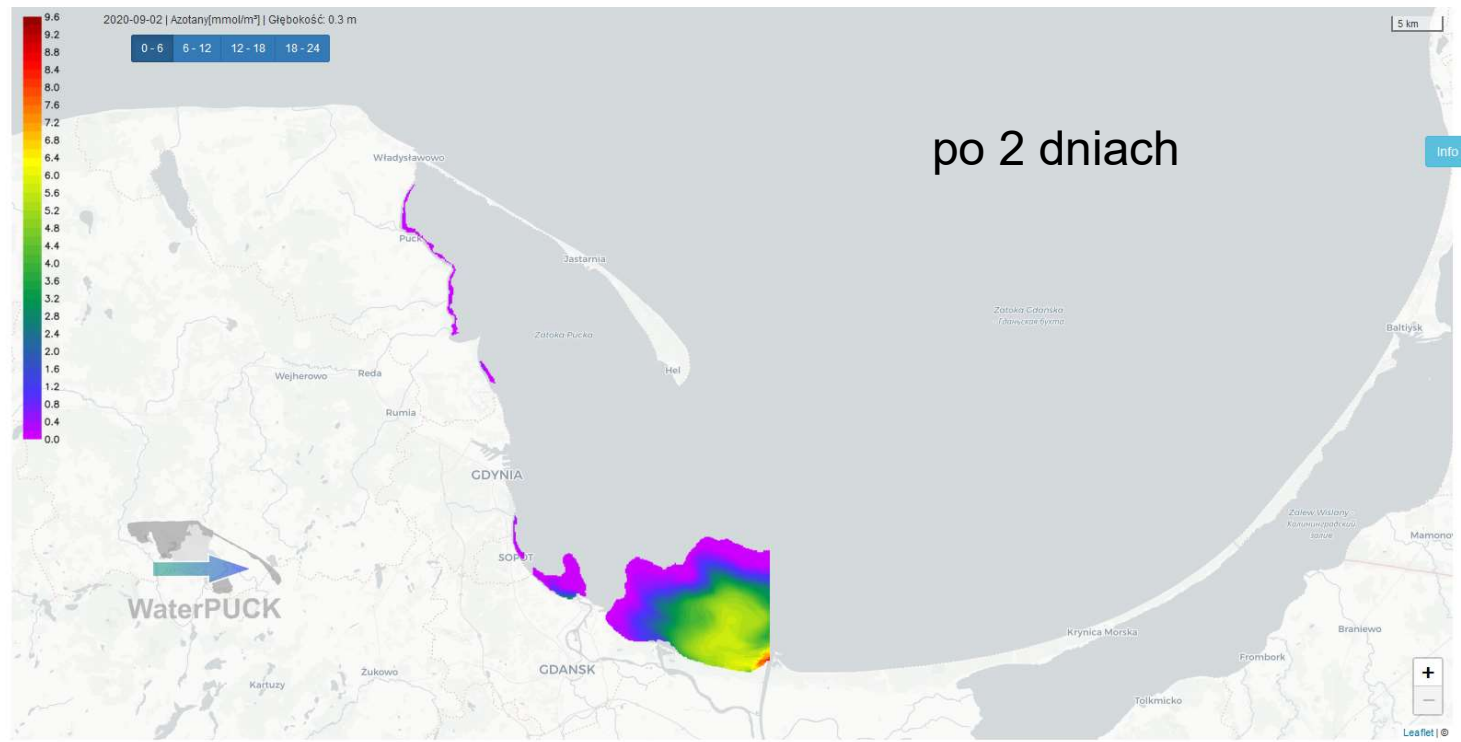 2020-09-02 | Azotany[mmol/m³] | Głębokość: 0.3 m
0 - 6 6 - 12 12 - 18 18 - 24
5 km
9.6
9.2
8.8
8.4
8.0
7.6
7.2
6.8
6.4
6.0
5.6
5.2
4.8
4.4
4.0
3.6
3.2
2.8
2.4
2.0
1.6
1.2
0.8
0.4
0.0
po 2 dniach
Info
Władysławowo
Puck
Jastarnia
Zatoka Gdańska
Гданьская бухта
Baltiysk
Zatoka Pucka
Hel
Wejherowo
Reda
Rumia
GDYNIA
Zalew Wiślany
Калининградский
залив
Mamonovo
SOPOT
WaterPUCK
Krynica Morska
Braniewo
GDANSK
Żukowo
Kartuzy
Frombork
Tolkmicko
+
−
Leaflet | ©